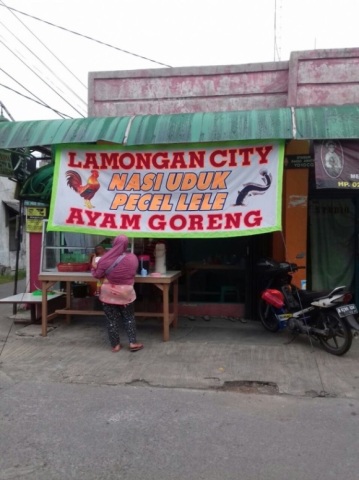 LAMONGAN CITY
NASI UDUK
PECEL LELE
AYAM GORENG